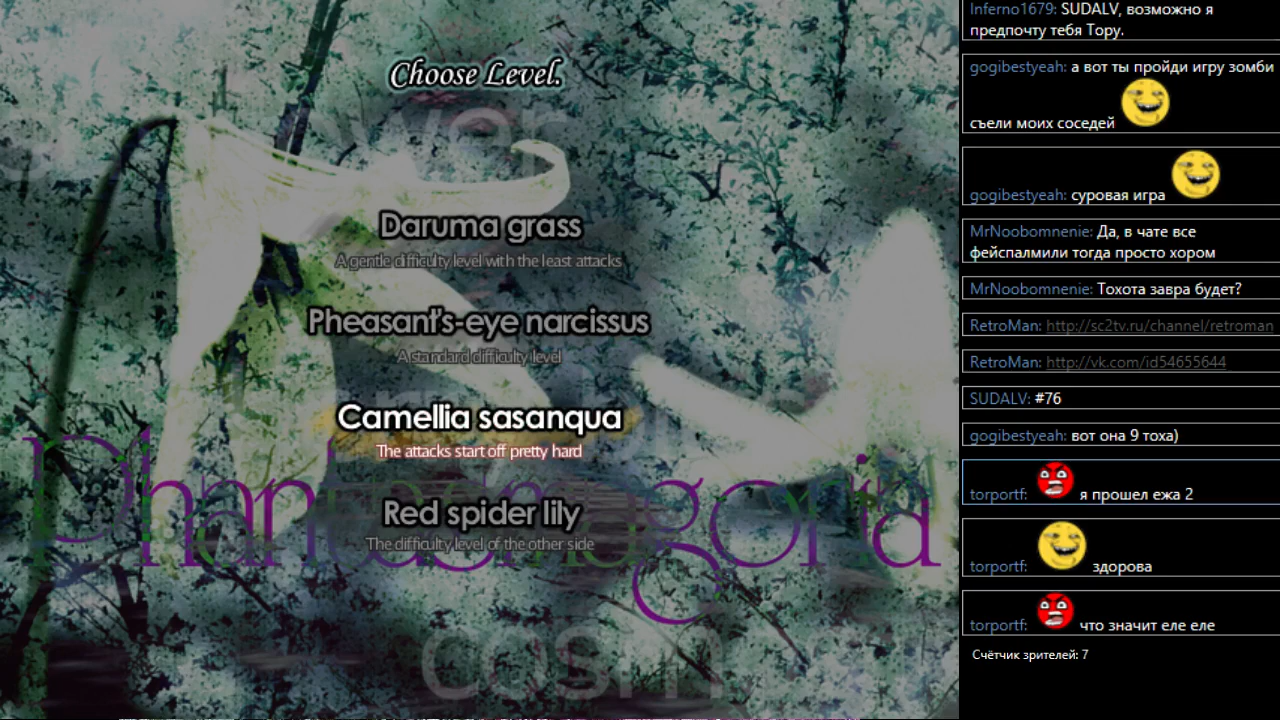 Choose Level.
Daruma grass
A gentle difficulty level with the least attacks
Pheasant's-eye narcissus
A standard difficulty level
Camellia sasanqua
The attacks start off pretty hard
Red spider lily
The difficulty level of the other side
Phantasmagoria
cosm
Inferno1679: SUDALV, возможно я
предпочту тебя Тору.
gogibestyeah: а вот ты пройди игру зомби
съели моих соседей
gogibestyeah: суровая игра
MrNoobomnenie: Да, в чате все
фейспалмили тогда просто хором
MrNoobomnenie: Тохота завра будет?
RetroMan: http://sc2tv.ru/channel/retroman
RetroMan: http://vk.com/id54655644
SUDALV: #76
gogibestyeah: вот она 9 тоха)
torportf: я прошел ежа 2
torportf: здорова
torportf: что значит еле еле
Счётчик зрителей: 7